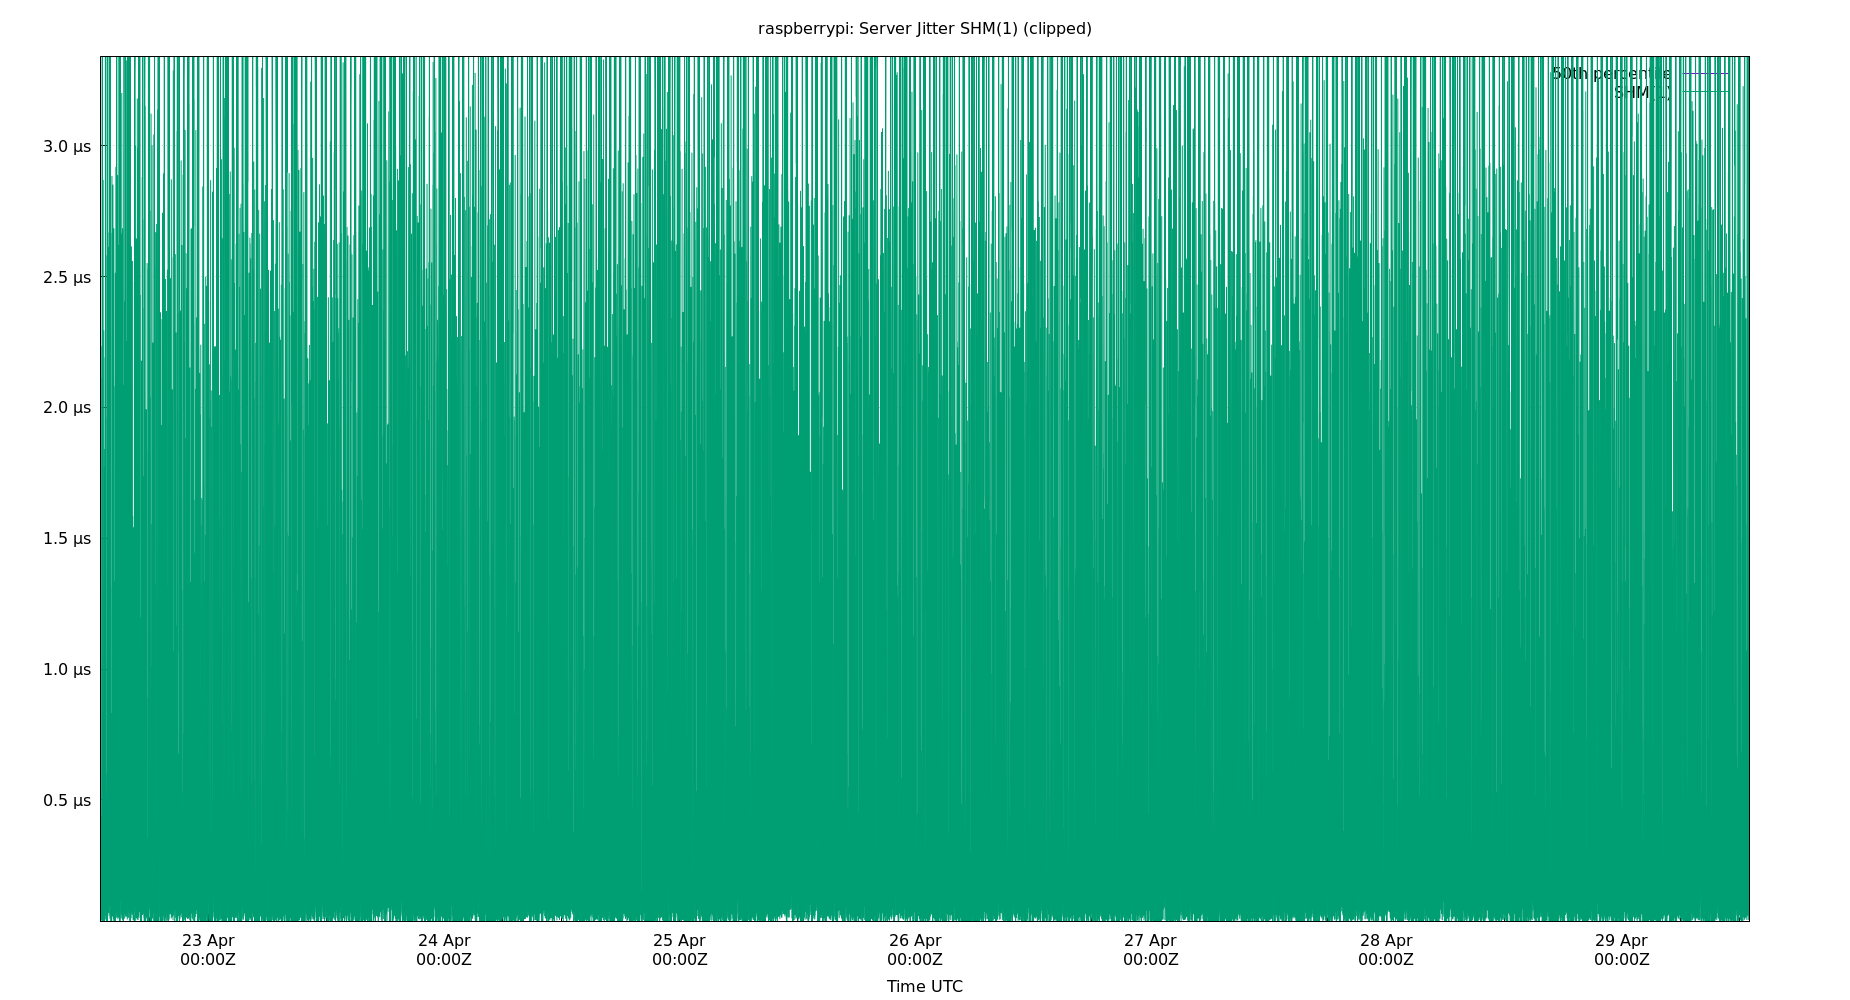 raspberrypi: Server Jitter SHM(1) (clipped)
50th percentile
SHM(1)
3.0 µs
2.5 µs
2.0 µs
1.5 µs
1.0 µs
0.5 µs
23 Apr 24 Apr 25 Apr 26 Apr 27 Apr 28 Apr 29 Apr
00:00Z 00:00Z 00:00Z 00:00Z 00:00Z 00:00Z 00:00Z
Time UTC